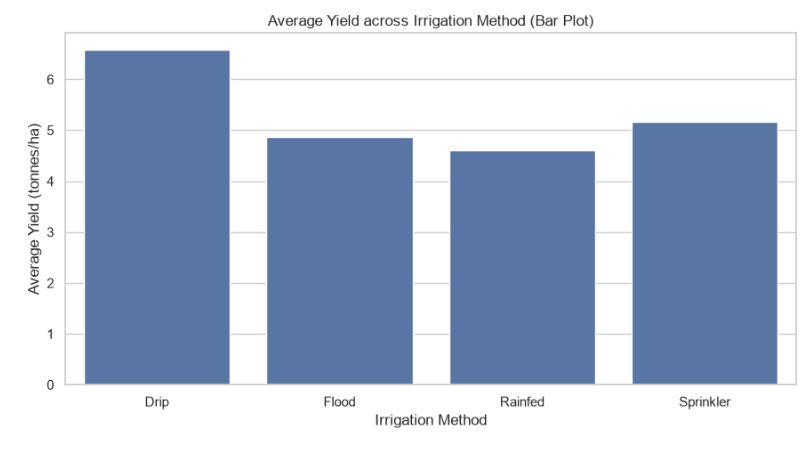 Average Yield across Irrigation Method (Bar Plot)
Average Yield (tonnes/ha)
6
5
4
3
2
1
0
Drip Flood Rainfed Sprinkler
Irrigation Method